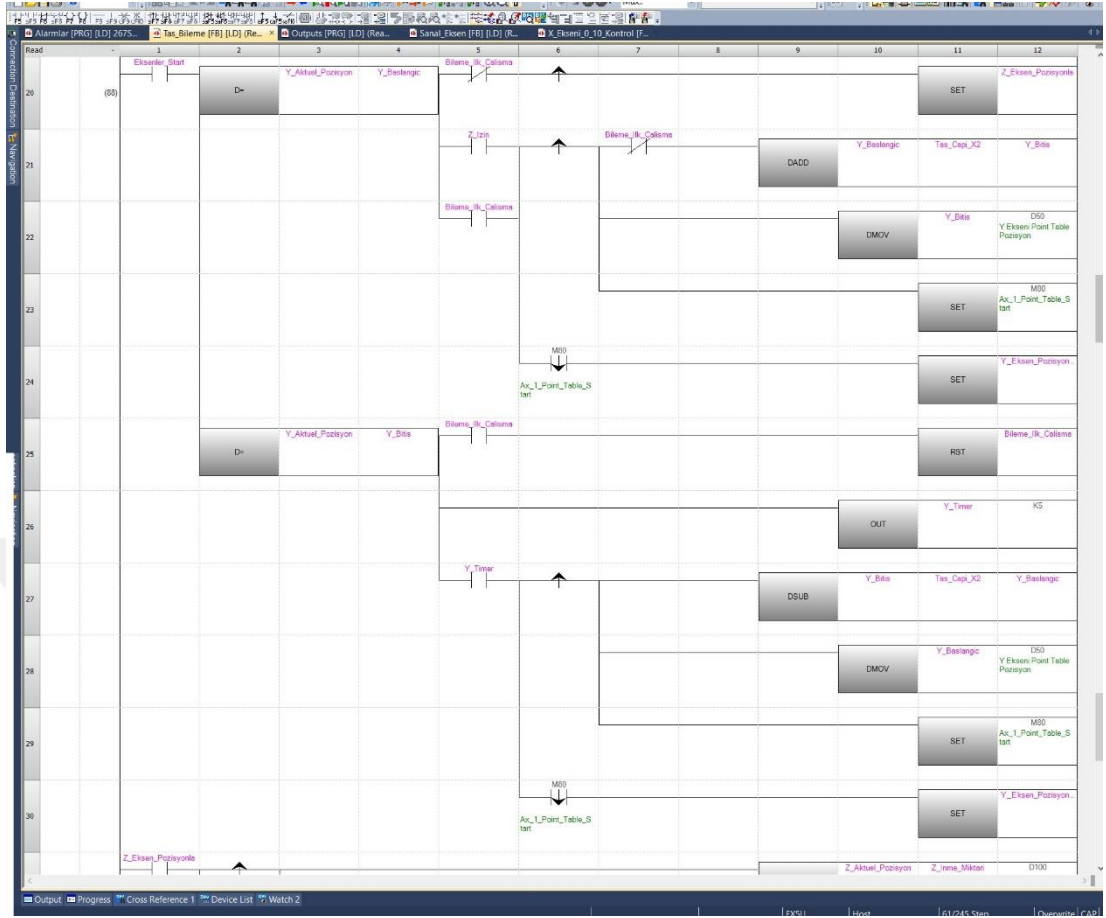 Alarmlar [PRG] [LD] 267S...
Tas_Bileme [FB] [LD] (Re...
Outputs [PRG] [LD] (Rea...
Sanal_Eksen [FB] [LD] (R...
X_Ekseni_0_10_Kontrol [F...
Connection Destination
Navigation
Read
1 2 3 4 5 6 7 8 9 10 11 12
Eksenler_Start
Y_Aktuel_Pozisyon Y_Baslangic
Bileme_Ilk_Calisma
Z_Eksen_Pozisyonla
20 (88) D= SET
Z_Izin
Bileme_Ilk_Calisma
Y_Baslangic Tas_Capi_X2 Y_Bitis
21 DADD
Bileme_Ilk_Calisma
Y_Bitis D50
22 DMOV
Y Ekseni Point Table
Pozisyon
M80
23 SET
Ax_1_Point_Table_S
tart
M80
Y_Eksen_Pozisyon..
24 SET
Ax_1_Point_Table_S
tart
Y_Aktuel_Pozisyon Y_Bitis
Bileme_Ilk_Calisma
Bileme_Ilk_Calisma
25 D= RST
Y_Timer K5
26 OUT
Y_Timer
Y_Bitis Tas_Capi_X2 Y_Baslangic
27 DSUB
Y_Baslangic D50
28 DMOV
Y Ekseni Point Table
Pozisyon
M80
29 SET
Ax_1_Point_Table_S
tart
M80
Y_Eksen_Pozisyon..
30 SET
Ax_1_Point_Table_S
tart
Z_Eksen_Pozisyonla
Z_Aktuel_Pozisyon Z_Inme_Miktari D100
Output Progress Cross Reference 1 Device List Watch 2
FX5U Host 61/245 Step Overwrite CAP